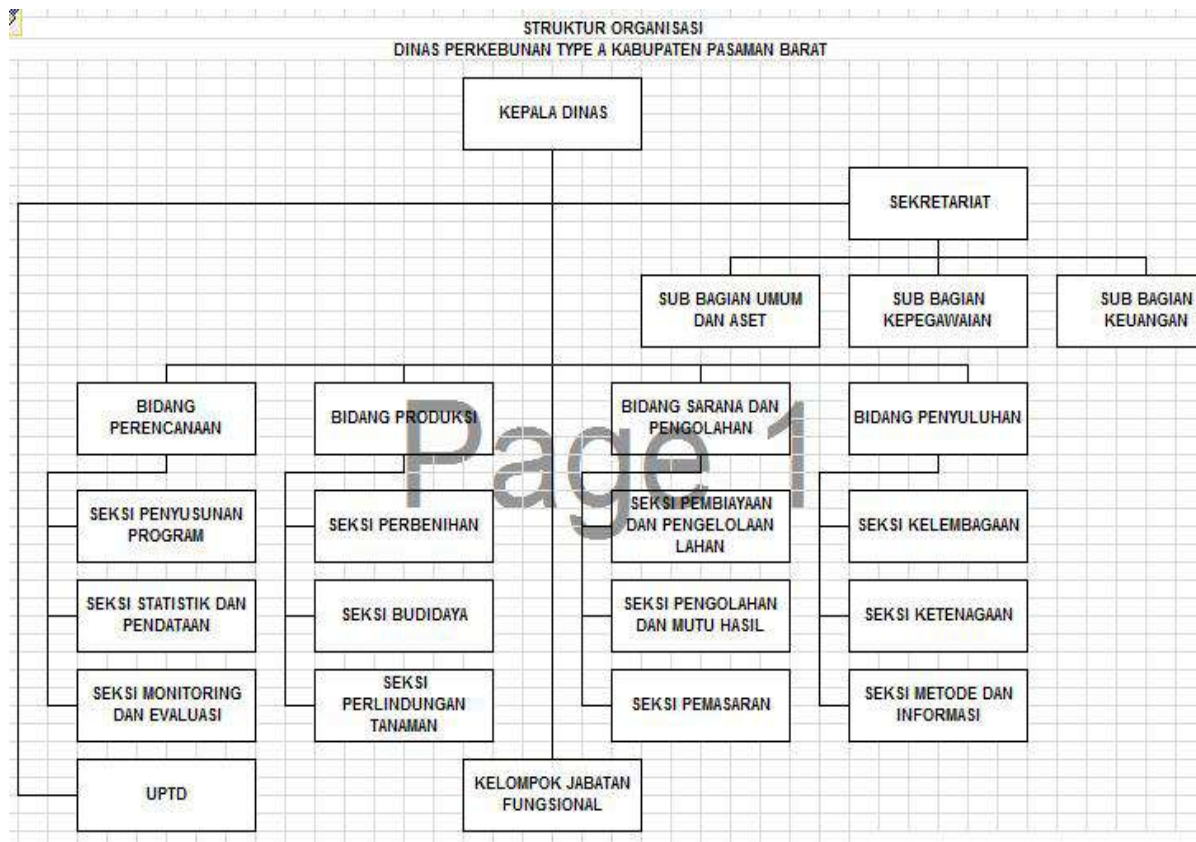 STRUKTUR ORGANISASI
DINAS PERKEBUNAN TYPE A KABUPATEN PASAMAN BARAT
KEPALA DINAS
SEKRETARIAT
SUB BAGIAN UMUM
DAN ASET
SUB BAGIAN
KEPEGAWAIAN
SUB BAGIAN
KEUANGAN
BIDANG
PERENCANAAN
BIDANG PRODUKSI
BIDANG SARANA DAN
PENGOLAHAN
BIDANG PENYULUHAN
Page 1
SEKSI PENYUSUNAN
PROGRAM
SEKSI PERBENIHAN
SEKSI PEMBIAYAAN
DAN PENGELOLAAN
LAHAN
SEKSI KELEMBAGAAN
SEKSI STATISTIK DAN
PENDATAAN
SEKSI BUDIDAYA
SEKSI PENGOLAHAN
DAN MUTU HASIL
SEKSI KETENAGAAN
SEKSI MONITORING
DAN EVALUASI
SEKSI
PERLINDUNGAN
TANAMAN
SEKSI PEMASARAN
SEKSI METODE DAN
INFORMASI
UPTD
KELOMPOK JABATAN
FUNGSIONAL